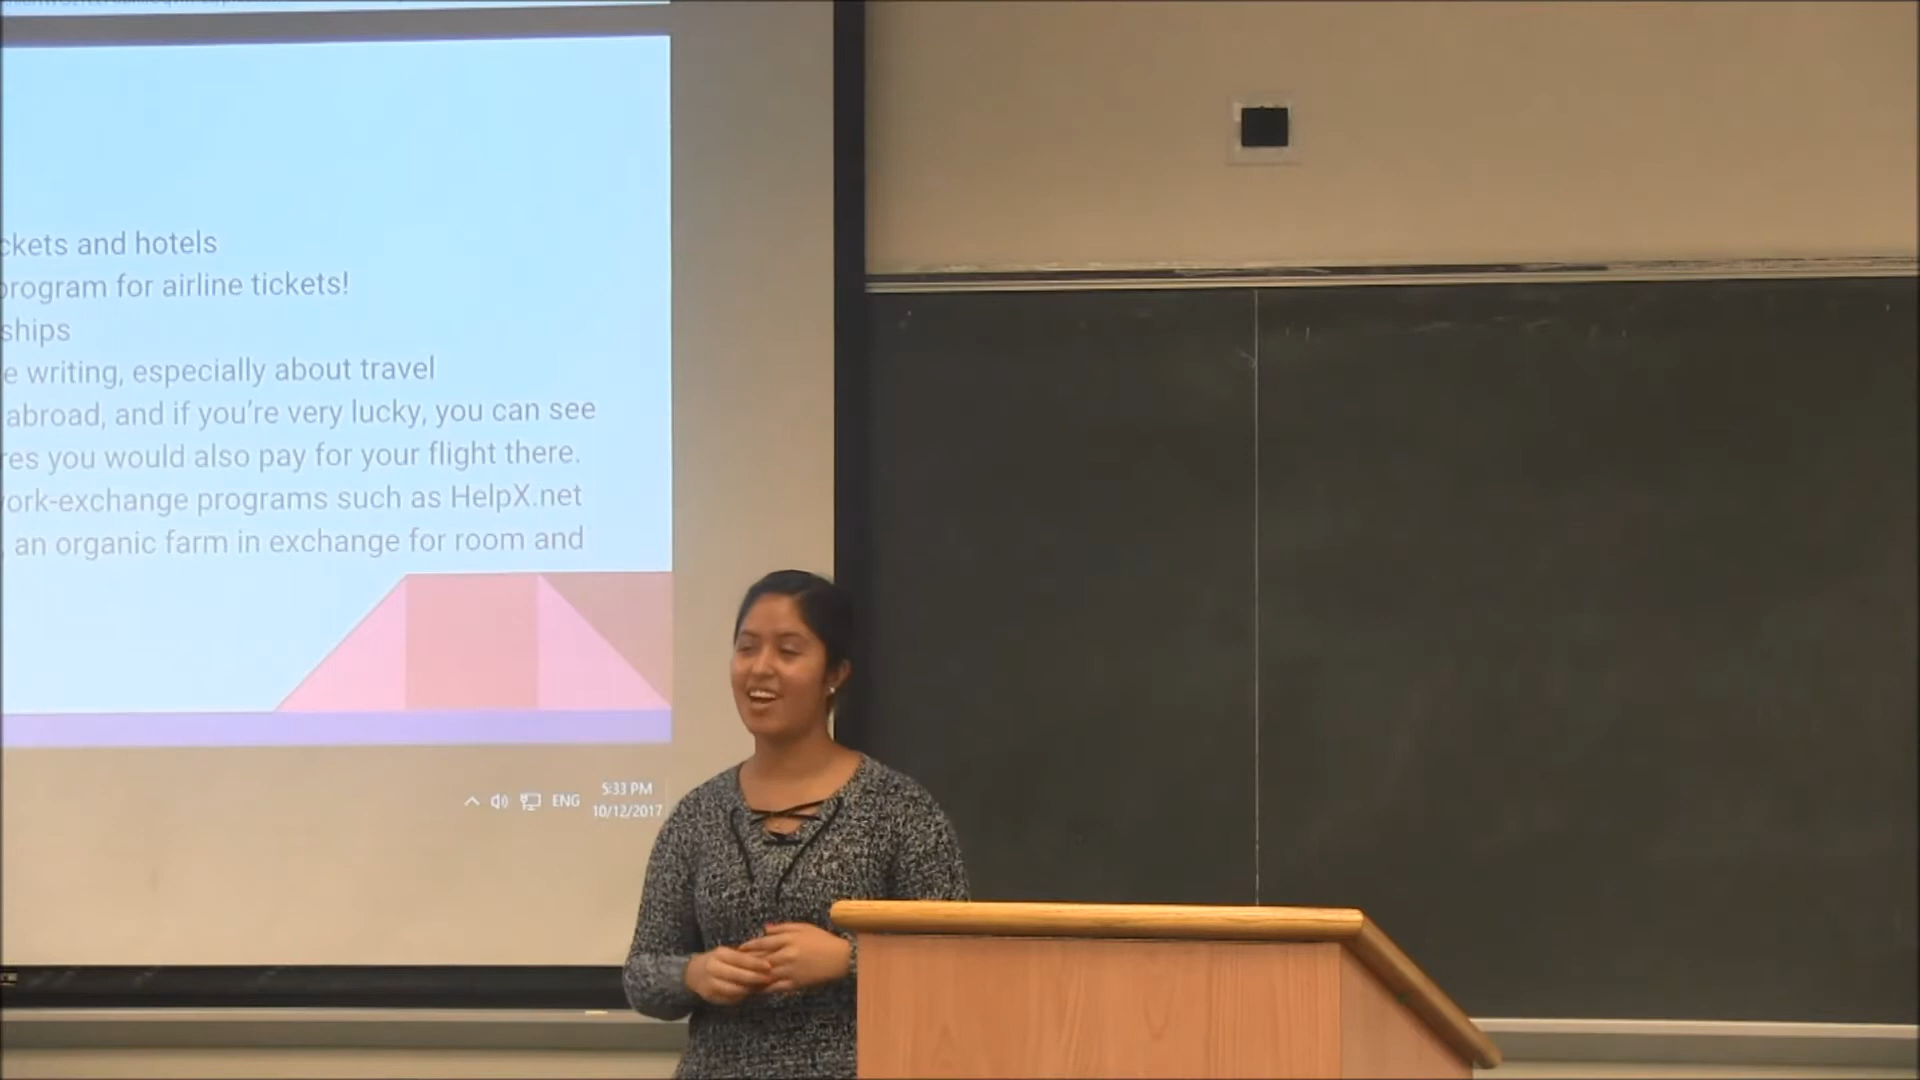 ckets and hotels
program for airline tickets!
ships
e writing, especially about travel
abroad, and if you're very lucky, you can see
res you would also pay for your flight there.
ork-exchange programs such as HelpX.net
an organic farm in exchange for room and
ENG
5:33 PM
10/12/2017